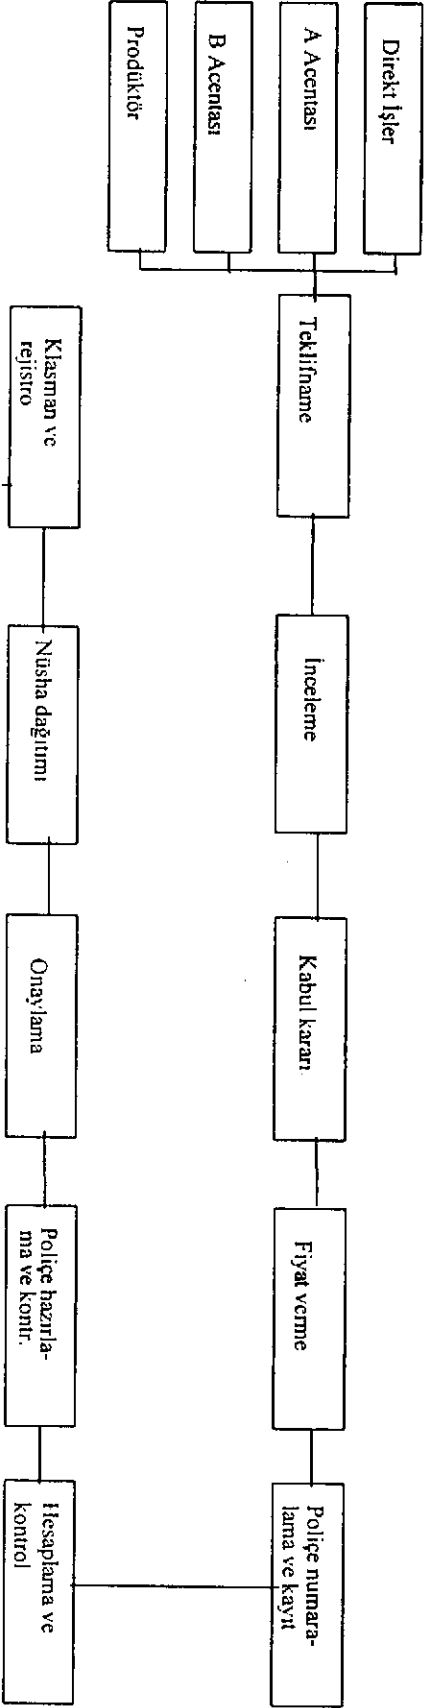 Direkt İşler
A Acentası
B Acentası
Prodüktör
Teklifname
İnceleme
Kabul kararı
Fiyat verme
Poliçe numara-
lama ve kayıt
Hesaplama ve
kontrol
Poliçe hazırla-
ma ve kontr.
Onaylama
Nüsha dağıtımı
Klasman ve
rejistro